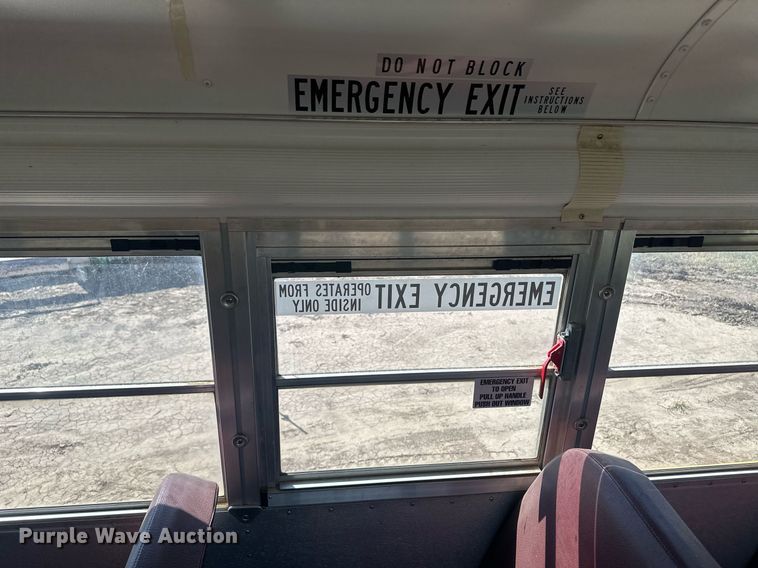 DO NOT BLOCK
EMERGENCY EXIT
SEE
INSTRUCTIONS
BELOW
EMERGENCY EXIT
OPERATES FROM
INSIDE ONLY
EMERGENCY EXIT
TO OPEN
PULL UP HANDLE
PUSH OUT WINDOW
Purple Wave Auction